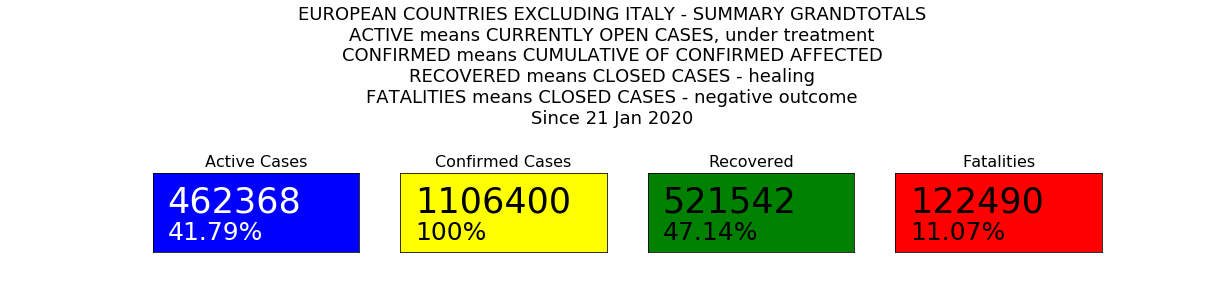 EUROPEAN COUNTRIES EXCLUDING ITALY - SUMMARY GRANDTOTALS
ACTIVE means CURRENTLY OPEN CASES, under treatment
CONFIRMED means CUMULATIVE OF CONFIRMED AFFECTED
RECOVERED means CLOSED CASES - healing
FATALITIES means CLOSED CASES - negative outcome
Since 21 Jan 2020
Active Cases
462368
41.79%
Confirmed Cases
1106400
100%
Recovered
521542
47.14%
Fatalities
122490
11.07%